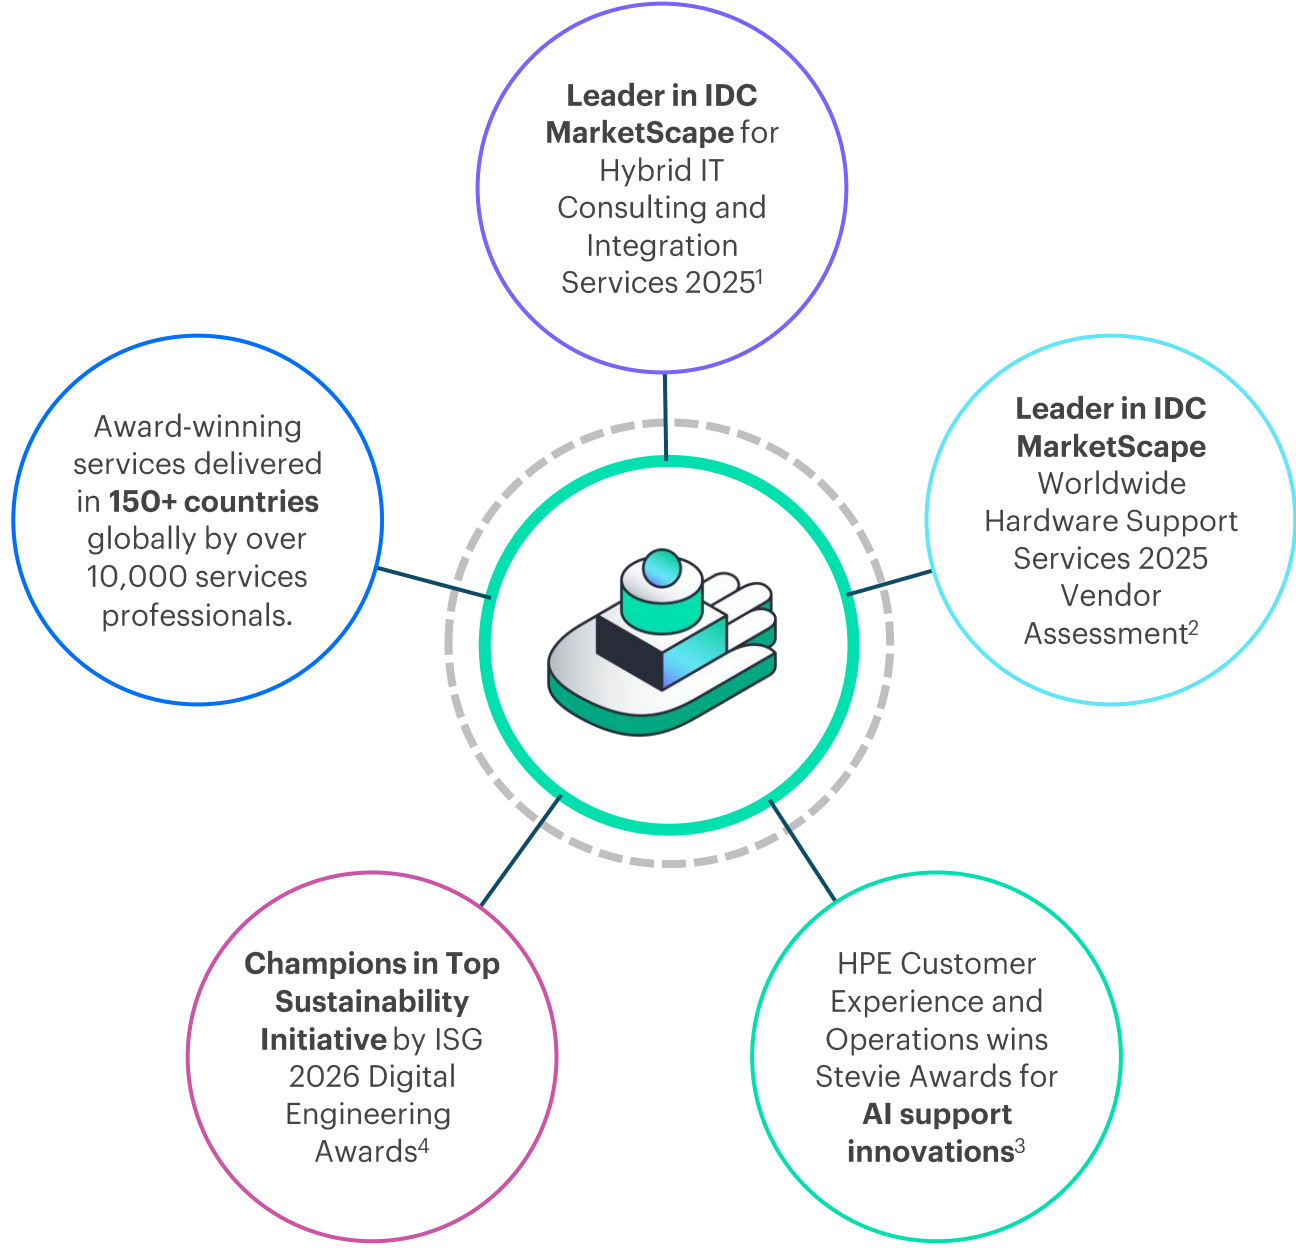 Leader in IDC
MarketScape for
Hybrid IT
Consulting and
Integration
Services 2025¹
Leader in IDC
MarketScape
Worldwide
Hardware Support
Services 2025
Vendor
Assessment²
HPE Customer
Experience and
Operations wins
Stevie Awards for
AI support
innovations³
Champions in Top
Sustainability
Initiative by ISG
2026 Digital
Engineering
Awards⁴
Award-winning
services delivered
in 150+ countries
globally by over
10,000 services
professionals.